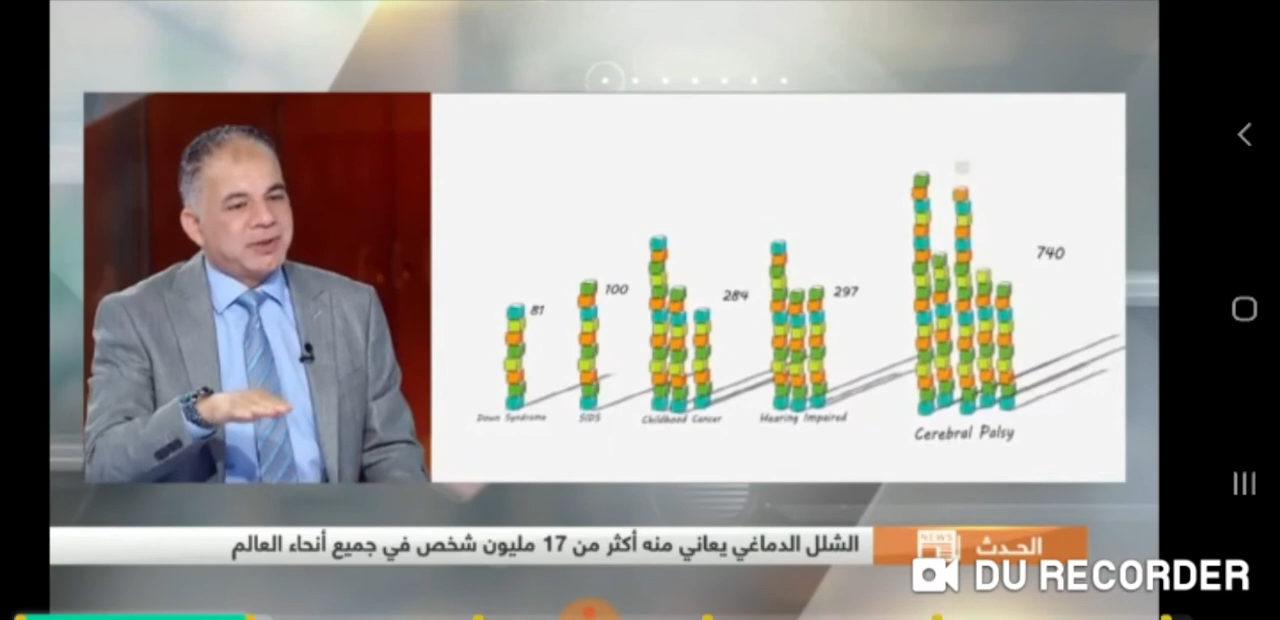 740
100
297
284
81
Down Syndrome
SIDS
Childhood Cancer
Hearing Impaired
Cerebral Palsy
NEWS
الحدث
الشلل الدماغي يعاني منه أكثر من 17 مليون شخص في جميع أنحاء العالم
DU RECORDER